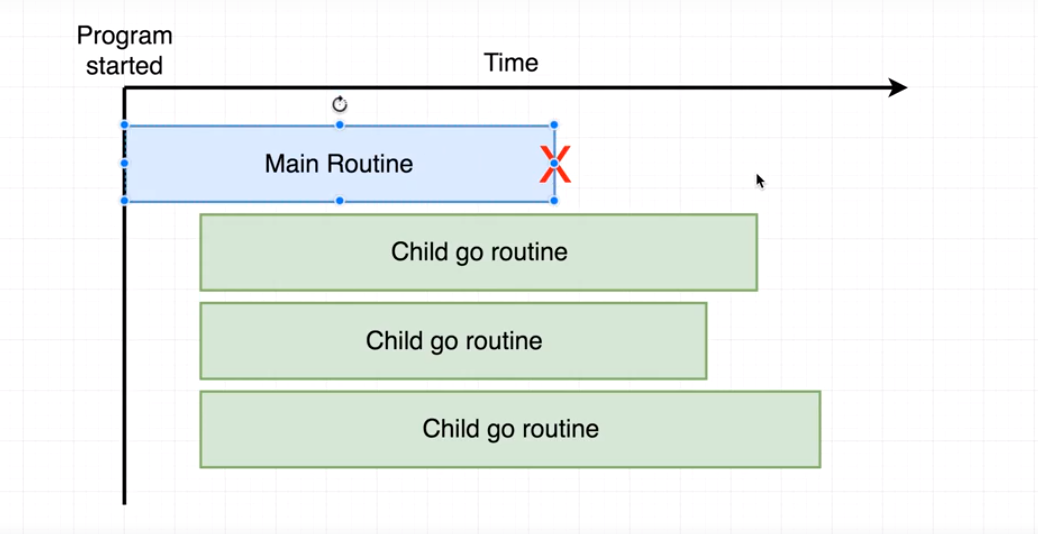 Program
started
Time
Main Routine
X
Child go routine
Child go routine
Child go routine